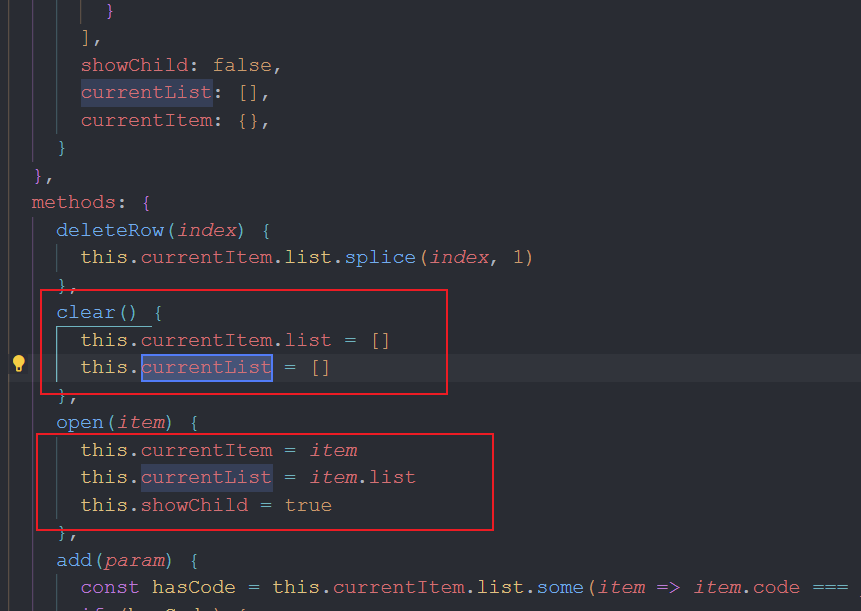 }
],
showChild: false,
currentList: [],
currentItem: {},
}
},
methods: {
deleteRow(index) {
this.currentItem.list.splice(index, 1)
},
clear() {
this.currentItem.list = []
this.currentList = []
},
open(item) {
this.currentItem = item
this.currentList = item.list
this.showChild = true
},
add(param) {
const hasCode = this.currentItem.list.some(item => item.code ===